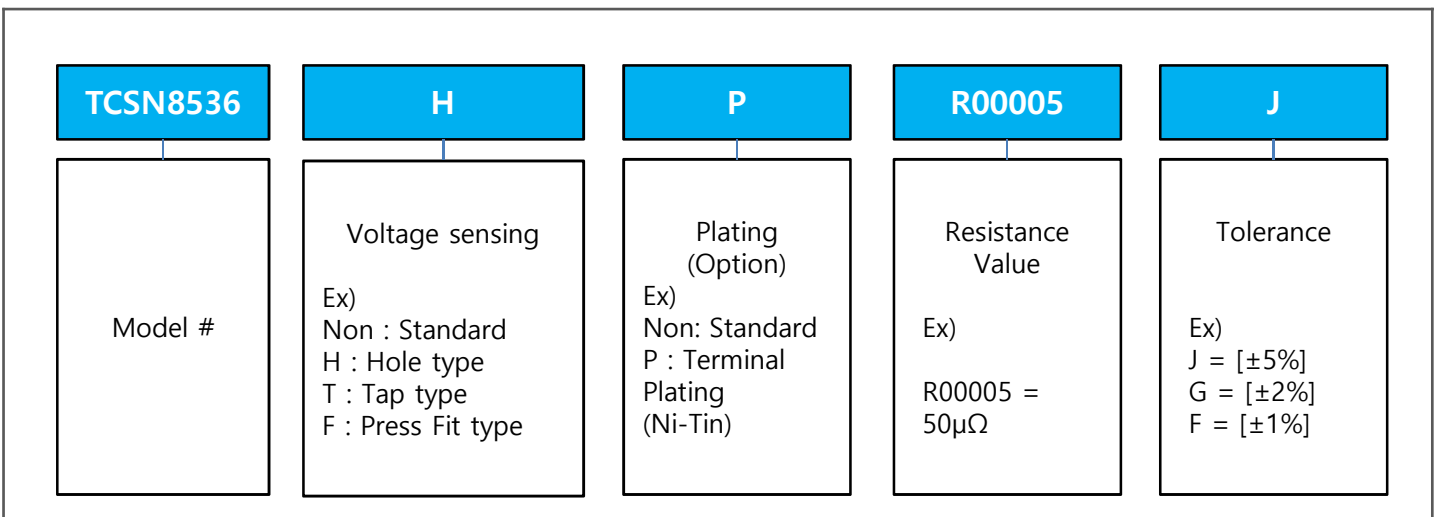 TCSN8536
H
P
R00005
J
Model #
Voltage sensing
Ex)
Non : Standard
H : Hole type
T : Tap type
F : Press Fit type
Plating
(Option)
Ex)
Non: Standard
P : Terminal
Plating
(Ni-Tin)
Resistance
Value
Ex)
R00005 =
50μΩ
Tolerance
Ex)
J = [±5%]
G = [±2%]
F = [±1%]